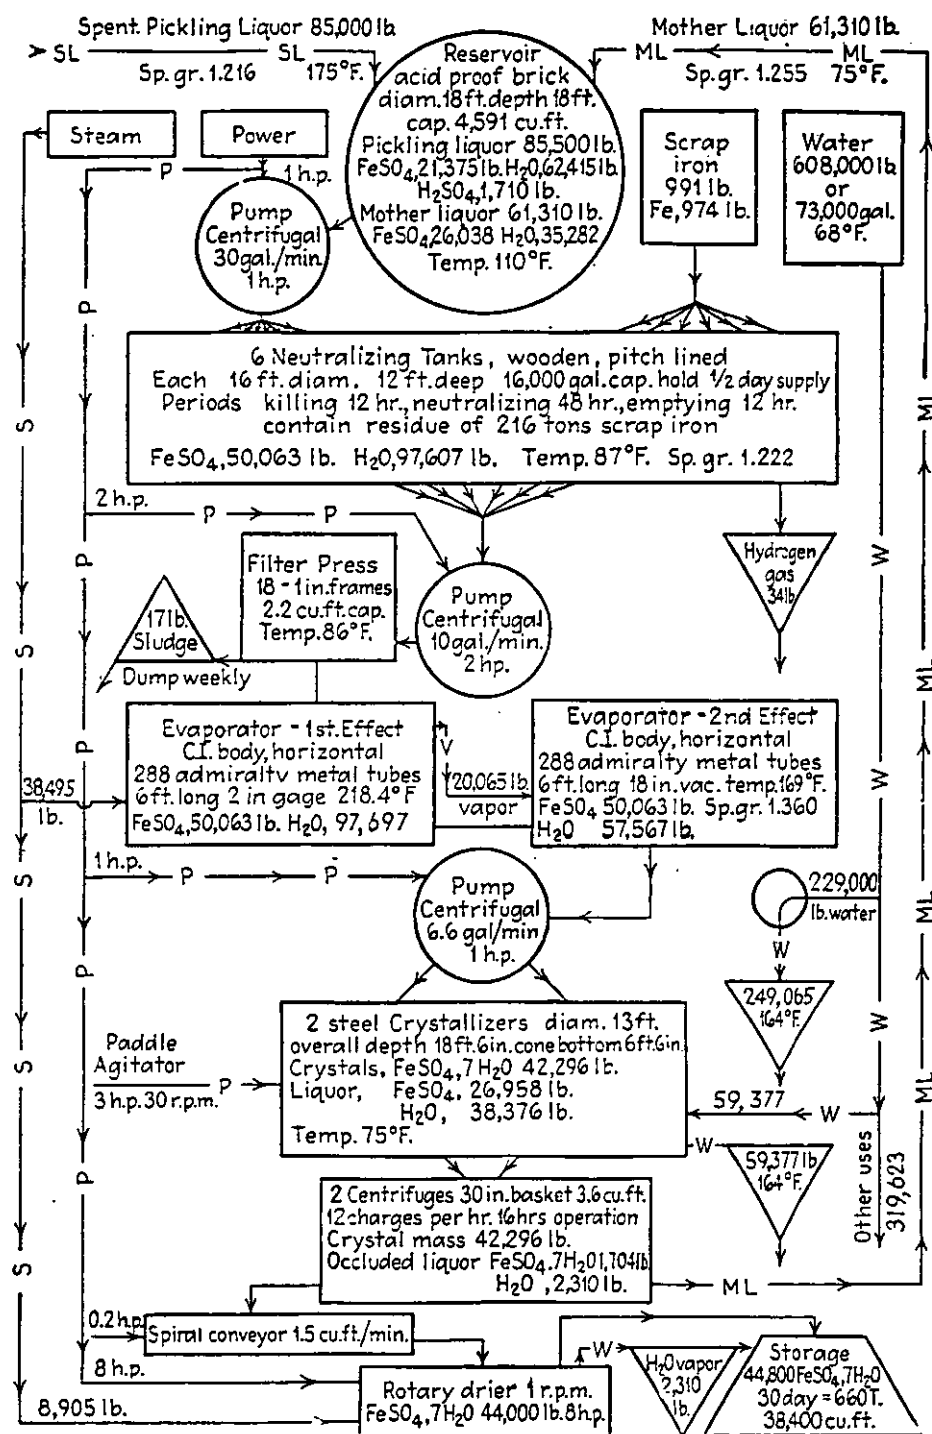 Spent Pickling Liquor 85,000 lb.
SL SL
Sp. gr. 1.216 175°F.
Mother Liquor 61,310 lb.
ML ML
Sp. gr. 1.255 75°F.
Reservoir
acid proof brick
diam. 18 ft. depth 18 ft.
cap. 4,591 cu. ft.
Pickling liquor 85,500 lb.
FeSO4, 21,375 lb. H2O, 62,415 lb.
H2SO4, 1,710 lb.
Mother liquor 61,310 lb.
FeSO4, 26,038 H2O, 35,282
Temp. 110°F.
Steam
Power
P
1 h.p.
Pump
Centrifugal
30 gal./min.
1 h.p.
Scrap
iron
991 lb.
Fe, 974 lb.
Water
608,000 lb
or
73,000 gal.
68°F.
6 Neutralizing Tanks, wooden, pitch lined
Each 16 ft. diam. 12 ft. deep 16,000 gal. cap. hold 1/2 day supply
Periods killing 12 hr., neutralizing 48 hr., emptying 12 hr.
contain residue of 216 tons scrap iron
FeSO4, 50,063 lb. H2O, 97,607 lb. Temp. 87°F. Sp. gr. 1.222
P
S
ML
2 h.p.
P P
Filter Press
18 - 1 in. frames
2.2 cu. ft. cap.
Temp. 86°F.
Pump
Centrifugal
10 gal./min.
2 hp.
Hydrogen
gas
34 lb
W
W
17 lb.
Sludge
Dump weekly
P
S
ML
Evaporator - 1st. Effect
C.I. body, horizontal
288 admiralty metal tubes
6 ft. long 2 in gage 218.4°F
FeSO4, 50,063 lb. H2O, 97,697
V
20,065 lb.
vapor
Evaporator - 2nd Effect
C.I. body, horizontal
288 admiralty metal tubes
6 ft. long 18 in. vac. temp. 169°F.
FeSO4 50,063 lb. Sp. gr. 1.360
H2O 57,567 lb.
38,495
lb.
P
S
W
ML
1 h.p.
P P
Pump
Centrifugal
6.6 gal/min
1 h.p.
229,000
lb. water
W
249,065
164°F.
P
S
W
ML
2 steel Crystallizers diam. 13 ft.
overall depth 18 ft. 6 in. cone bottom 6 ft. 6 in.
Crystals, FeSO4, 7H2O 42,296 lb.
Liquor, FeSO4, 26,958 lb.
H2O, 38,376 lb.
Temp. 75°F.
Paddle
Agitator
3 h.p. 30 r.p.m.
P
59,377
W
W
59,377 lb
164°F.
Other uses
319,623
P
S
2 Centrifuges 30 in. basket 3.6 cu. ft.
12 charges per hr. 16 hrs operation
Crystal mass 42,296 lb.
Occluded liquor FeSO4.7H2O 1,704 lb
H2O, 2,310 lb.
ML
0.2 h.p.
Spiral conveyor 1.5 cu. ft./min.
8 h.p.
W
H2O vapor
2,310
lb.
Rotary drier 1 r.p.m.
FeSO4, 7H2O 44,000 lb. 8 hp.
8,905 lb.
Storage
44,800 FeSO4, 7H2O
30 day = 660 T.
38,400 cu. ft.